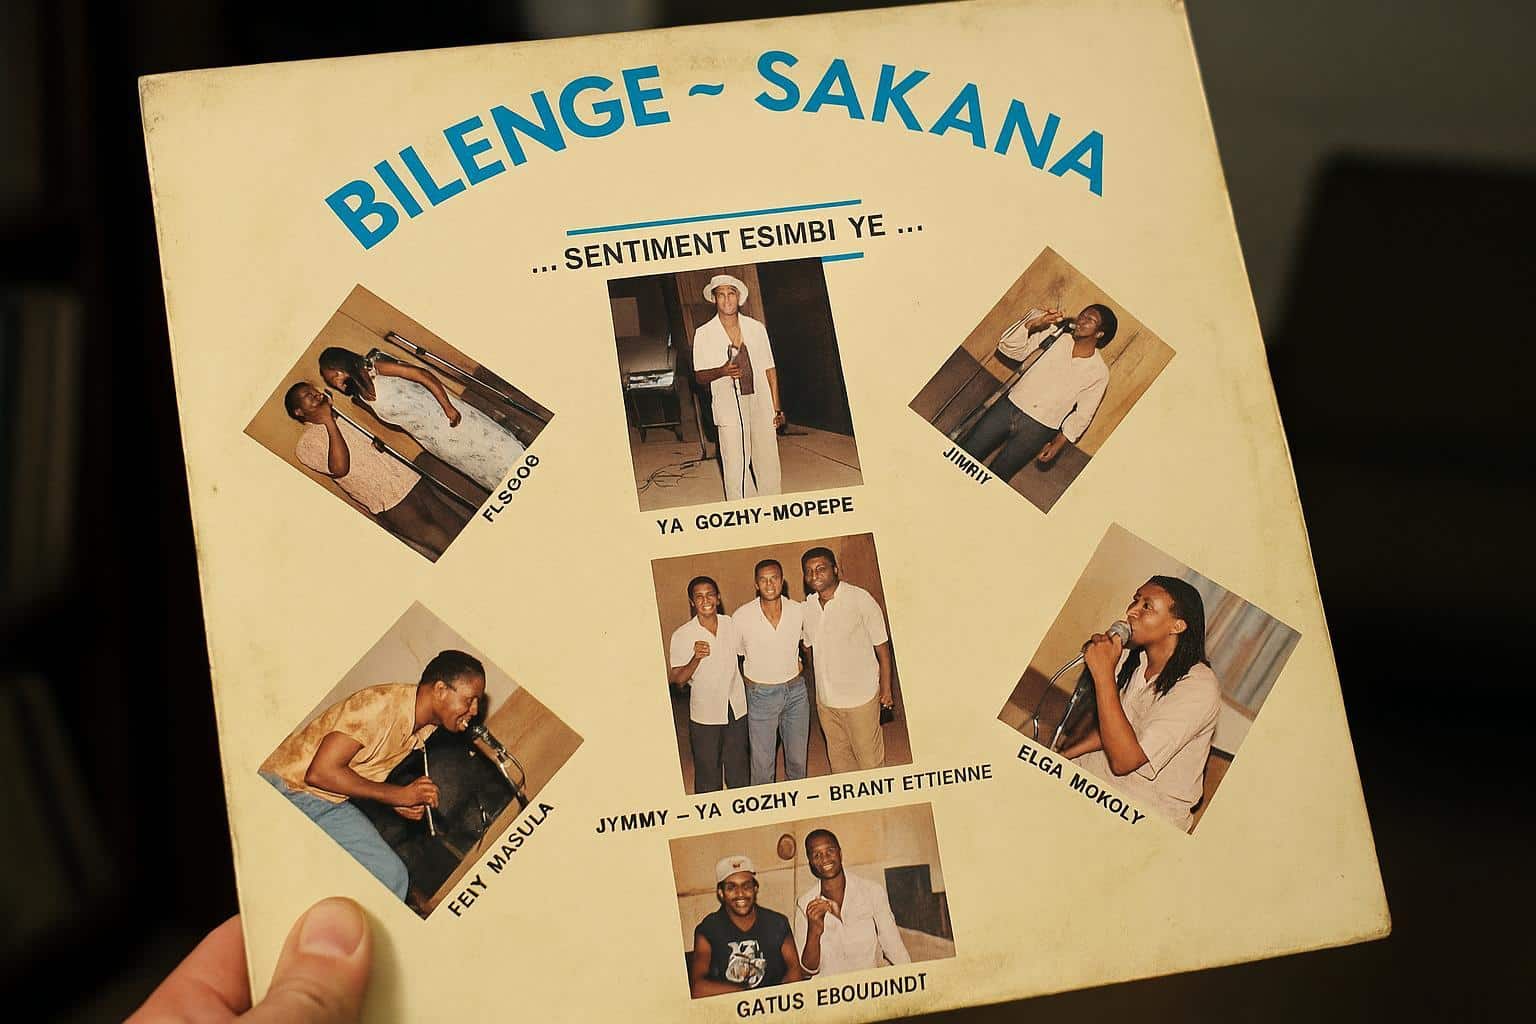 BILENGE ~ SAKANA
... SENTIMENT ESIMBI YE ...
JIMRIY
YA GOZHY-MOPEPE
FEIY MASULA
JYMMY – YA GOZHY – BRANT ETTIENNE
ELGA MOKOLY
GATUS EBOUDINDT